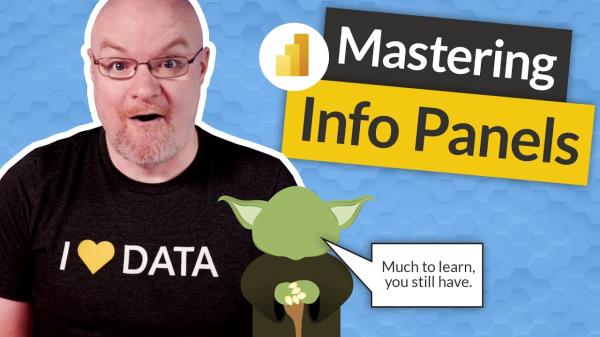 Mastering
Info Panels
I 💛 DATA
Much to learn,
you still have.